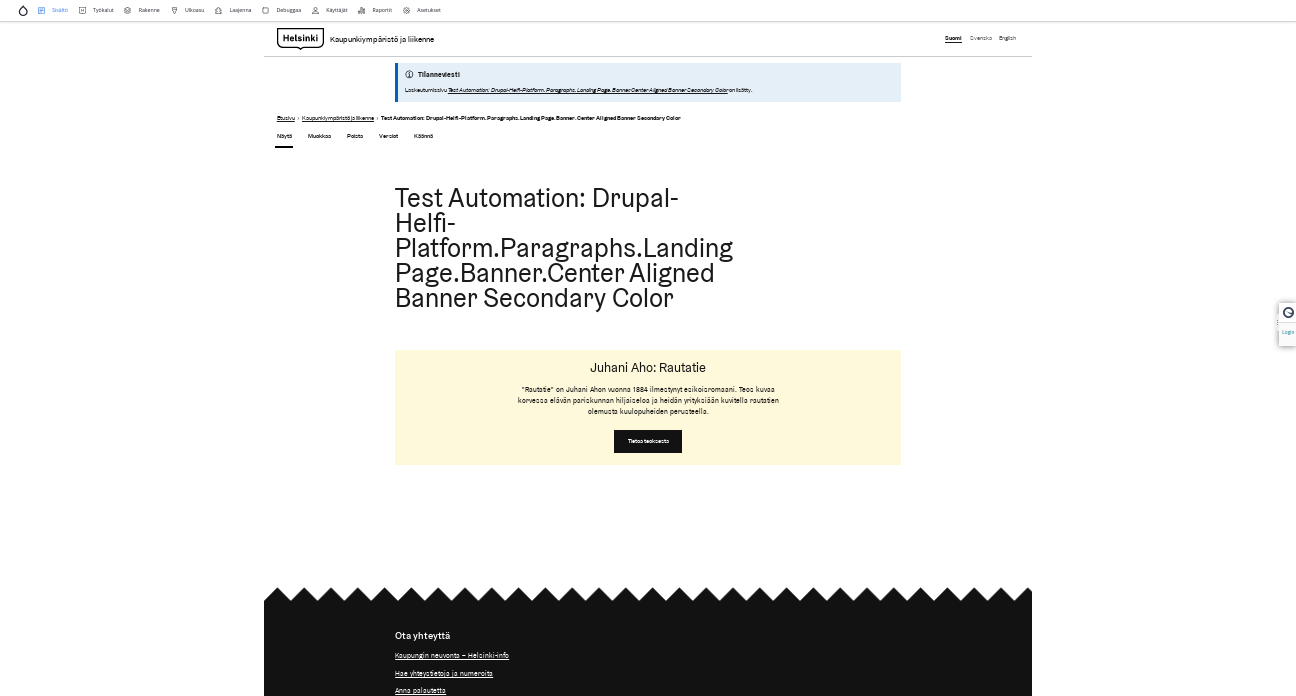 Sisältö Työkalut Rakenne Ulkoasu Laajenna Debuggaa Käyttäjät Raportit Asetukset
Helsinki Kaupunkiympäristö ja liikenne Suomi Svenska English
Tilanneviesti
Laskeutumissivu Test Automation: Drupal-Helfi-Platform.Paragraphs.Landing Page.Banner.Center Aligned Banner Secondary Color on lisätty.
Etusivu › Kaupunkiympäristö ja liikenne › Test Automation: Drupal-Helfi-Platform.Paragraphs.Landing Page.Banner.Center Aligned Banner Secondary Color
Näytä Muokkaa Poista Versiot Käännä
Test Automation: Drupal-
Helfi-
Platform.Paragraphs.Landing
Page.Banner.Center Aligned
Banner Secondary Color
Login
Juhani Aho: Rautatie
"Rautatie" on Juhani Ahon vuonna 1884 ilmestynyt esikoisromaani. Teos kuvaa
korvessa elävän pariskunnan hiljaiseloa ja heidän yrityksiään kuvitella rautatien
olemusta kuulopuheiden perusteella.
Tietoa teoksesta
Ota yhteyttä
Kaupungin neuvonta – Helsinki-info
Hae yhteystietoja ja numeroita
Anna palautetta